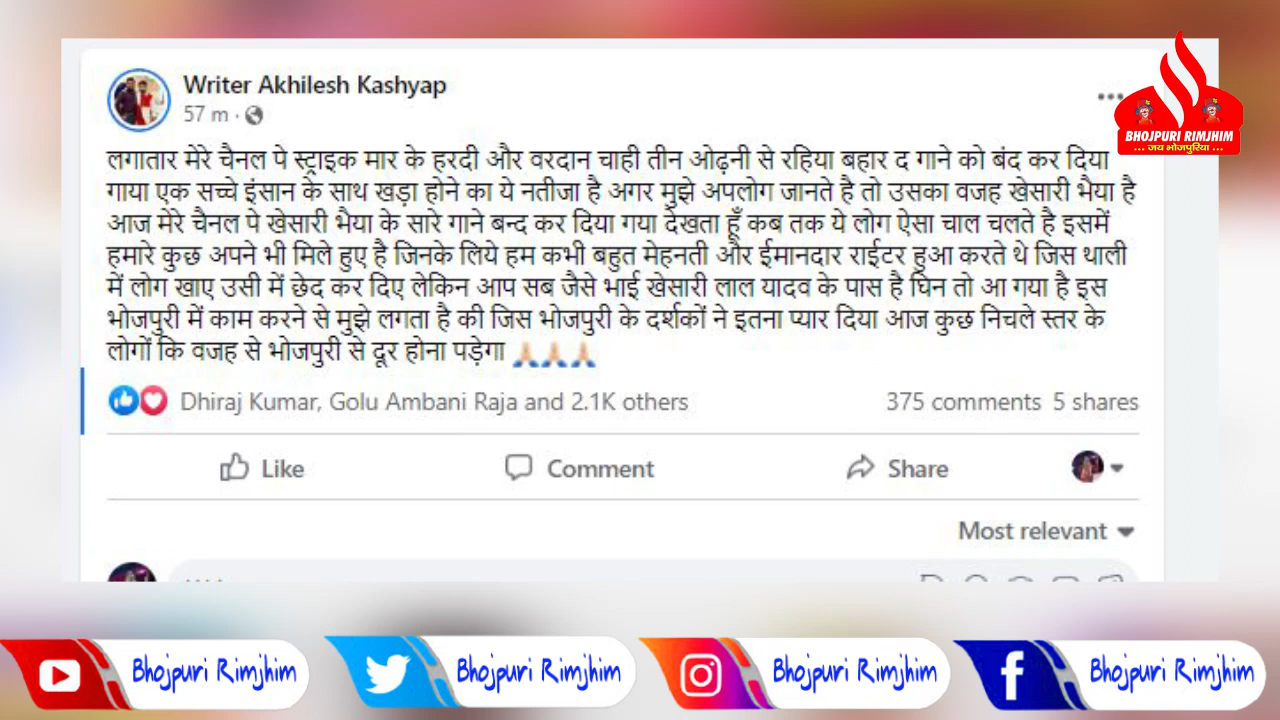 Writer Akhilesh Kashyap
57 m ·
BHOJPURI RIMJHIM
... जय भोजपुरिया ...
लगातार मेरे चैनल पे स्ट्राइक मार के हरदी और वरदान चाही तीन ओढ़नी से रहिया बहार द गाने को बंद कर दिया
गाया एक सच्चे इंसान के साथ खड़ा होने का ये नतीजा है अगर मुझे अपलोग जानते है तो उसका वजह खेसारी भैया है
आज मेरे चैनल पे खेसारी भैया के सारे गाने बन्द कर दिया गया देखता हूँ कब तक ये लोग ऐसा चाल चलते है इसमें
हमारे कुछ अपने भी मिले हुए है जिनके लिये हम कभी बहुत मेहनती और ईमानदार राईटर हुआ करते थे जिस थाली
में लोग खाए उसी में छेद कर दिए लेकिन आप सब जैसे भाई खेसारी लाल यादव के पास है घिन तो आ गया है इस
भोजपुरी में काम करने से मुझे लगता है की जिस भोजपुरी के दर्शकों ने इतना प्यार दिया आज कुछ निचले स्तर के
लोगों कि वजह से भोजपुरी से दूर होना पड़ेगा 🙏🏻🙏🏻🙏🏻
Dhiraj Kumar, Golu Ambani Raja and 2.1K others 375 comments 5 shares
Like Comment Share
Most relevant
Bhojpuri Rimjhim Bhojpuri Rimjhim Bhojpuri Rimjhim Bhojpuri Rimjhim